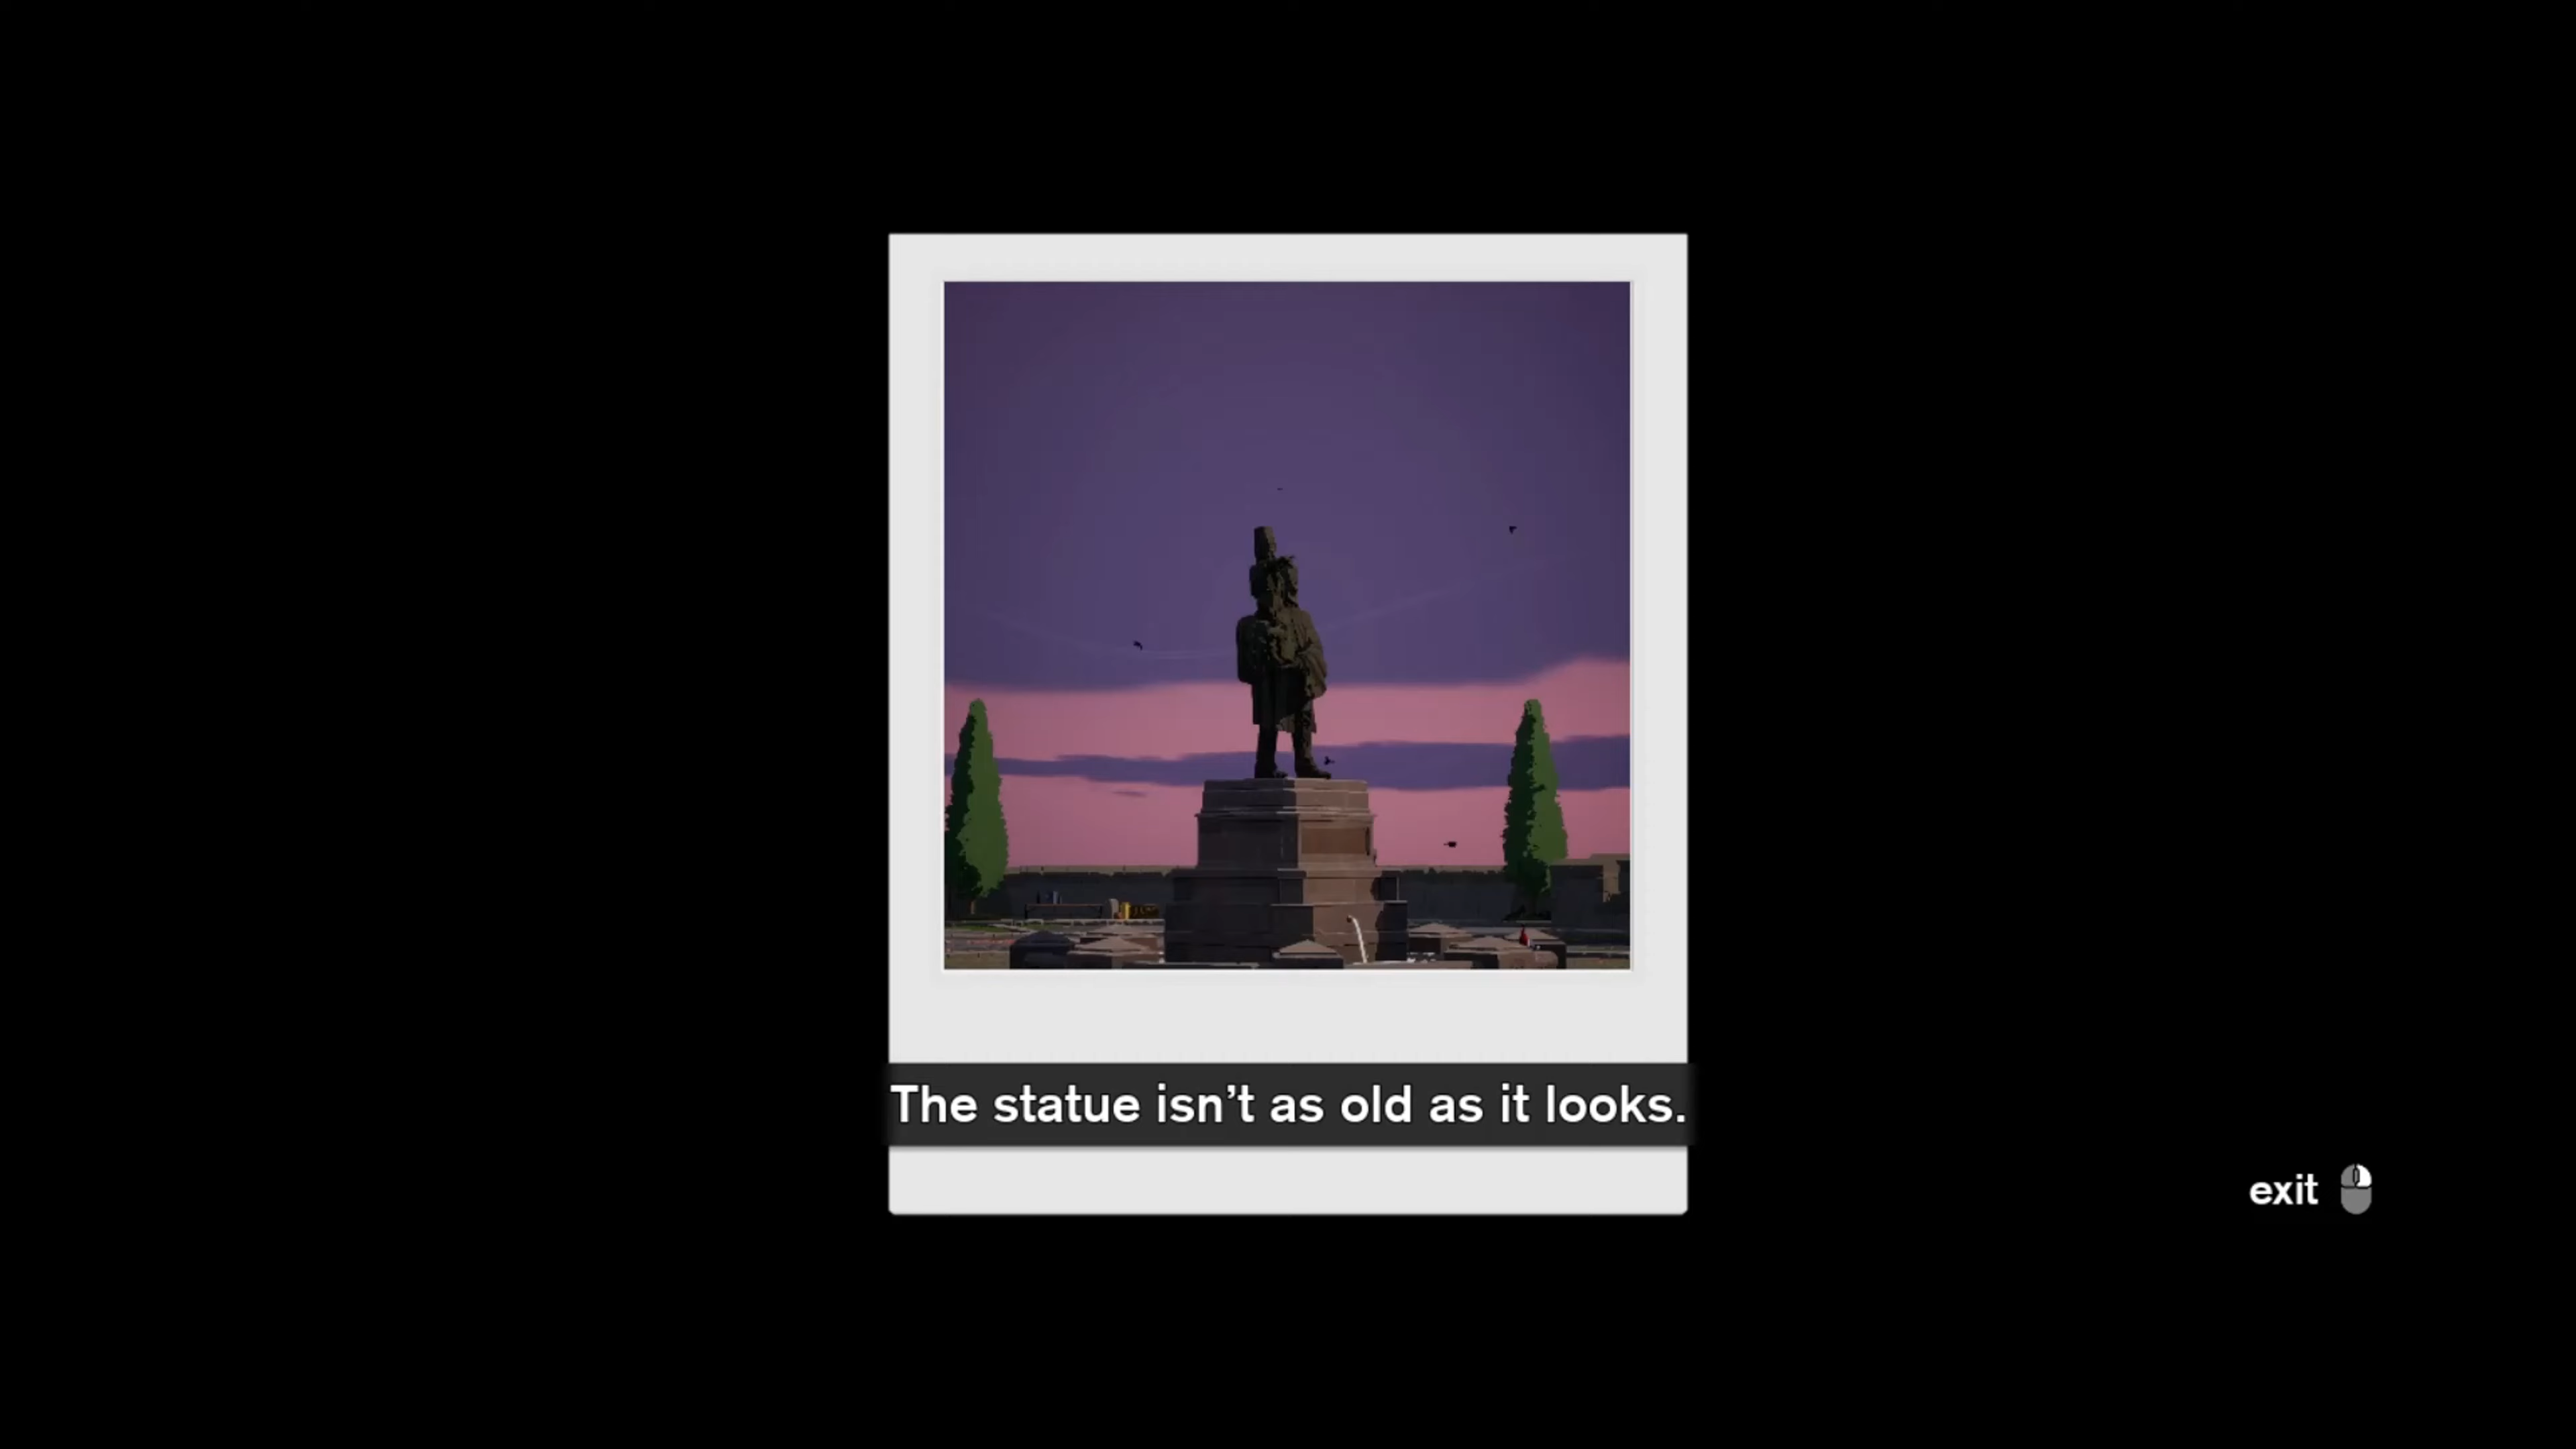 The statue isn’t as old as it looks.
exit